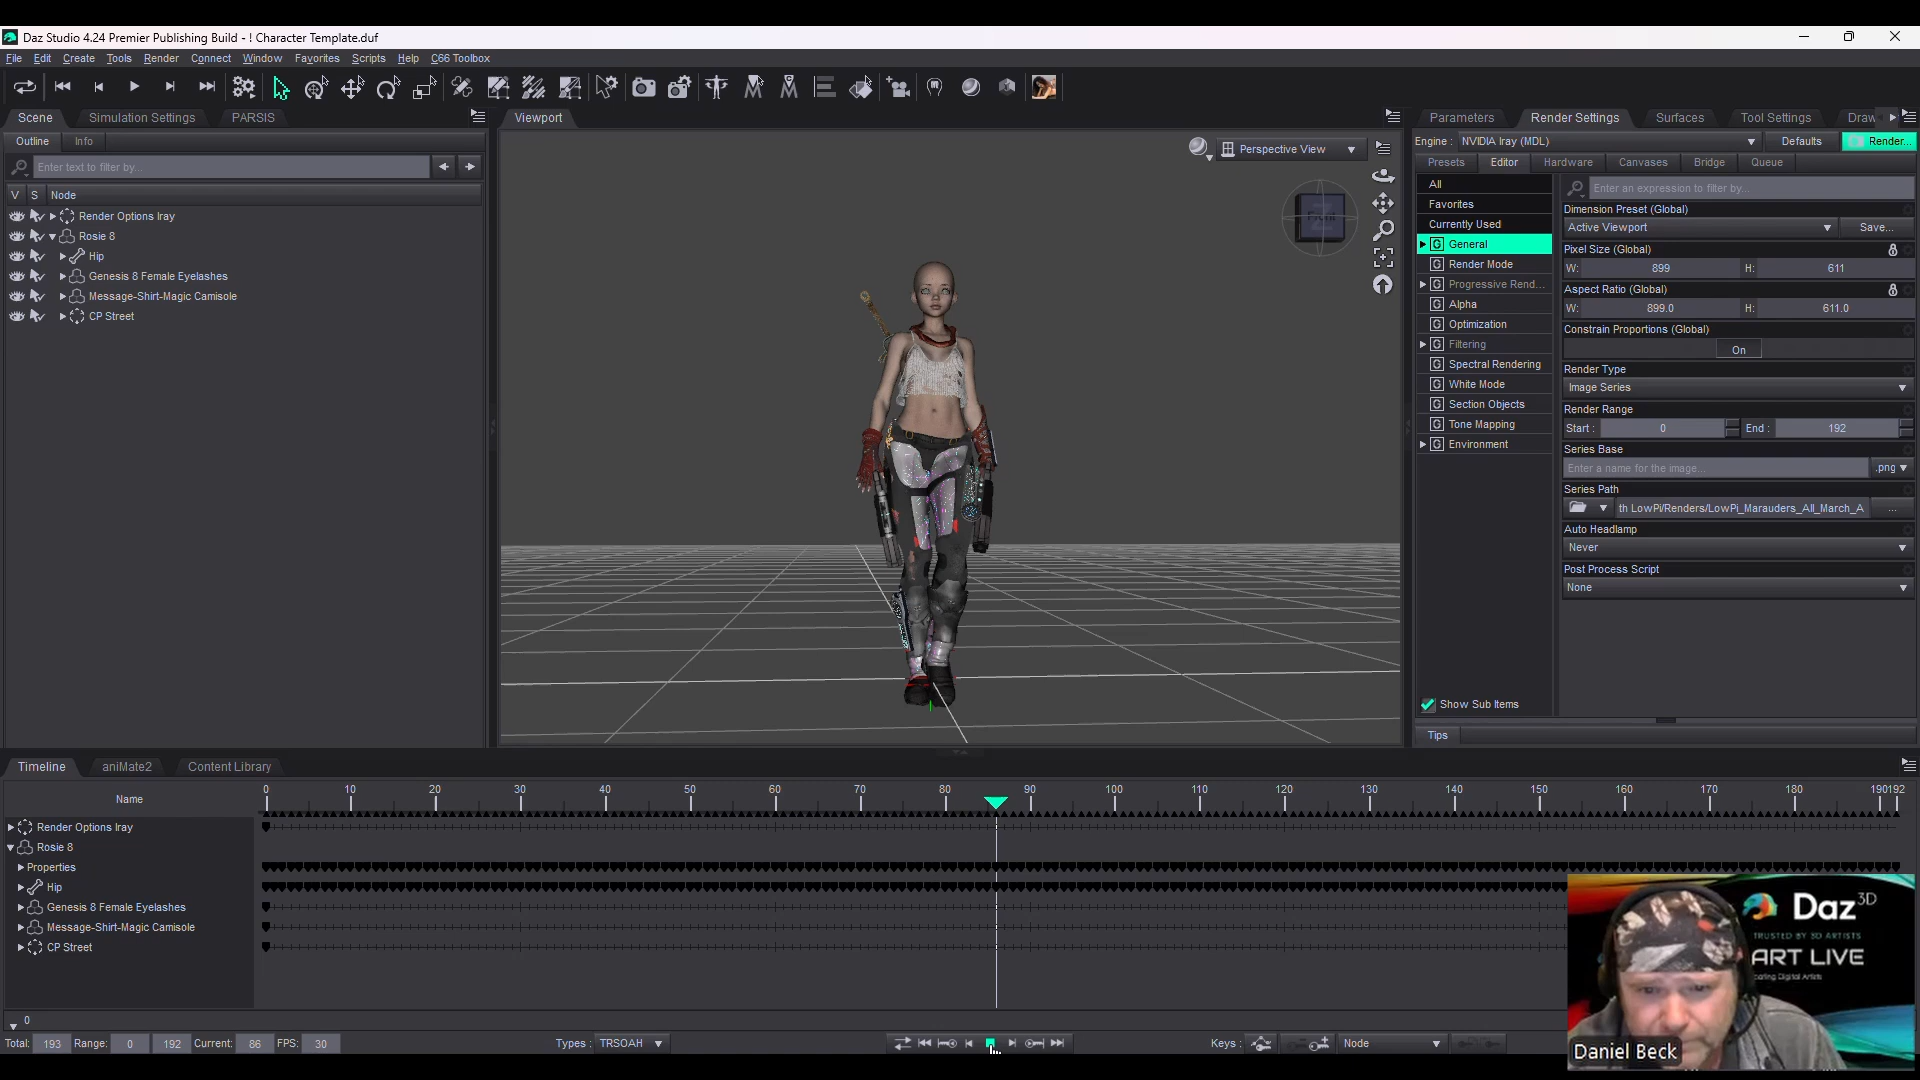 Daz Studio 4.24 Premier Publishing Build - ! Character Template.duf
File Edit Create Tools Render Connect Window Favorites Scripts Help C66 Toolbox
Scene Simulation Settings PARSIS
Outline Info
Enter text to filter by...
V S Node
Render Options Iray
Rosie 8
Hip
Genesis 8 Female Eyelashes
Message-Shirt-Magic Camisole
CP Street
Viewport
Perspective View
Front
Parameters Render Settings Surfaces Tool Settings Draw
Engine : NVIDIA Iray (MDL) Defaults Render...
Presets Editor Hardware Canvases Bridge Queue
All
Favorites
Currently Used
G General
G Render Mode
G Progressive Rend...
G Alpha
G Optimization
G Filtering
G Spectral Rendering
G White Mode
G Section Objects
G Tone Mapping
G Environment
Show Sub Items
Enter an expression to filter by...
Dimension Preset (Global)
Active Viewport Save...
Pixel Size (Global)
W: 899 H: 611
Aspect Ratio (Global)
W: 899.0 H: 611.0
Constrain Proportions (Global)
On
Render Type
Image Series
Render Range
Start : 0 End : 192
Series Base
Enter a name for the image... .png
Series Path
th LowPi/Renders/LowPi_Marauders_All_March_A ...
Auto Headlamp
Never
Post Process Script
None
Tips
Timeline aniMate2 Content Library
Name
0 10 20 30 40 50 60 70 80 90 100 110 120 130 140 150 160 170 180 190192
Render Options Iray
Rosie 8
Properties
Hip
Genesis 8 Female Eyelashes
Message-Shirt-Magic Camisole
CP Street
0
Total: 193 Range: 0 192 Current: 86 FPS: 30 Types : TRSOAH Keys : Node
Daz 3D
TRUSTED BY 3D ARTISTS
ART LIVE
Digital Artists
Daniel Beck